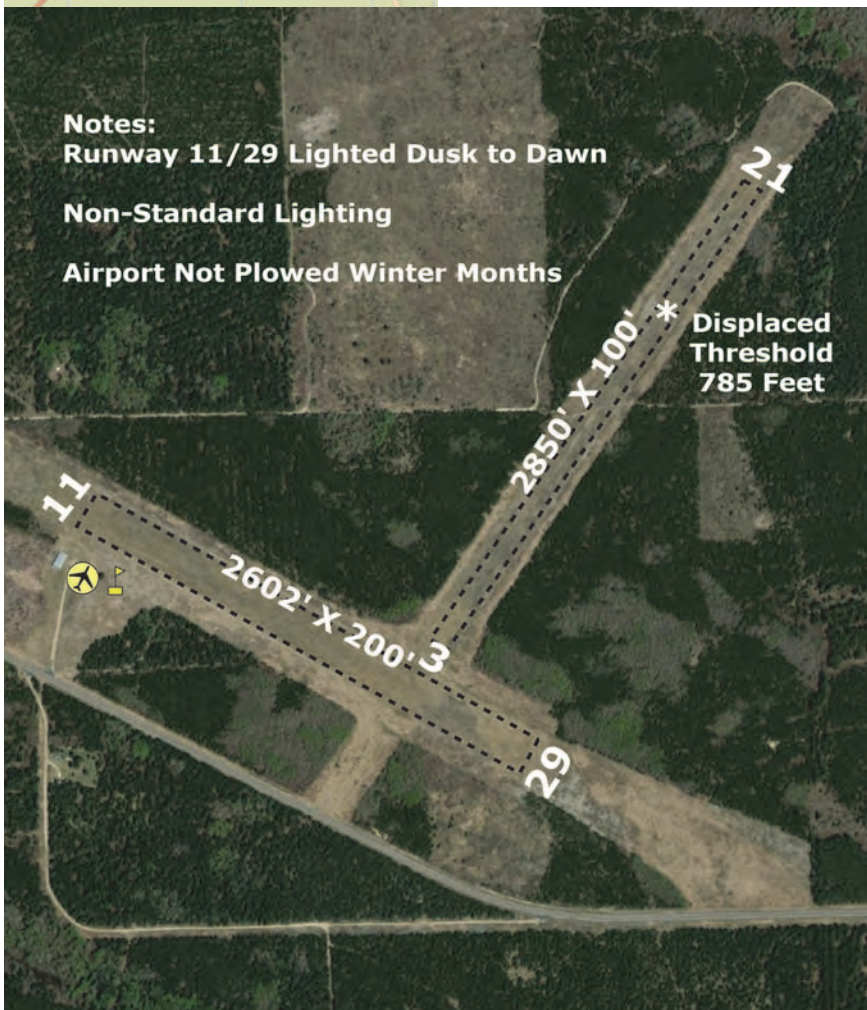 Notes:
Runway 11/29 Lighted Dusk to Dawn
Non-Standard Lighting
Airport Not Plowed Winter Months
21
*
Displaced
Threshold
785 Feet
2850' X 100'
11
2602' X 200'
3
29